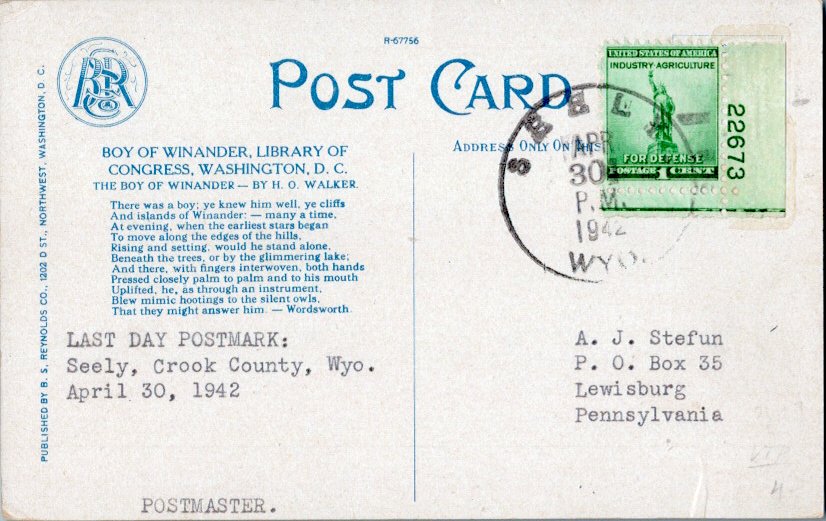 R-67756
POST CARD
BSRCO
BOY OF WINANDER, LIBRARY OF
CONGRESS, WASHINGTON, D. C.
THE BOY OF WINANDER — BY H. O. WALKER.
There was a boy; ye knew him well, ye cliffs
And islands of Winander: — many a time,
At evening, when the earliest stars began
To move along the edges of the hills,
Rising and setting, would he stand alone,
Beneath the trees, or by the glimmering lake;
And there, with fingers interwoven, both hands
Pressed closely palm to palm and to his mouth
Uplifted, he, as through an instrument,
Blew mimic hootings to the silent owls,
That they might answer him. — Wordsworth.
PUBLISHED BY B. S. REYNOLDS CO., 1202 D ST., NORTHWEST, WASHINGTON, D. C.
LAST DAY POSTMARK:
Seely, Crook County, Wyo.
April 30, 1942
POSTMASTER.
ADDRESS ONLY ON THIS
UNITED STATES OF AMERICA
INDUSTRY·AGRICULTURE
FOR DEFENSE
POSTAGE 1 CENT
22673
SEELY
APR
30
P.M.
1942
WYO.
A. J. Stefun
P. O. Box 35
Lewisburg
Pennsylvania